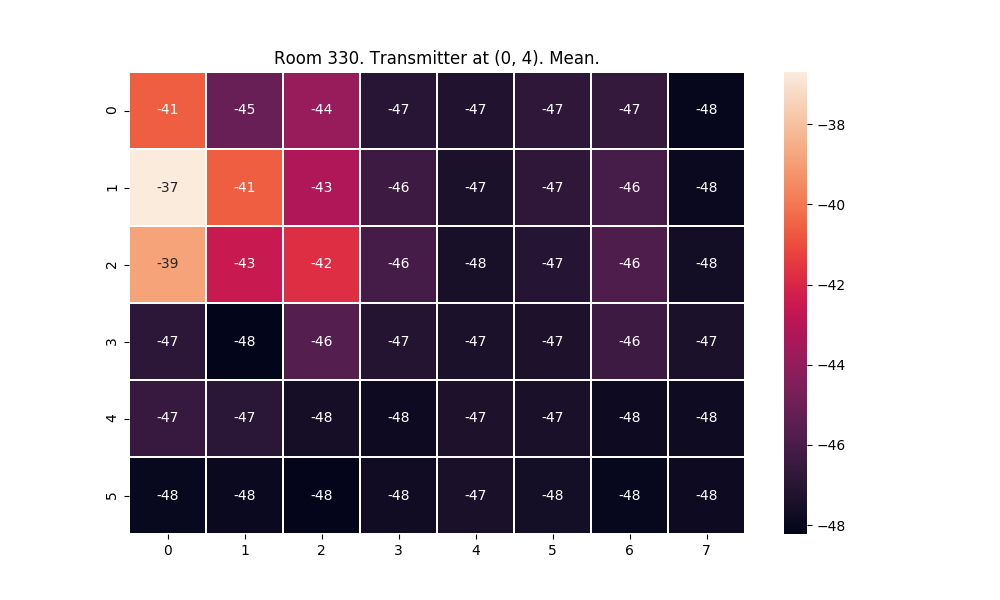 Room 330. Transmitter at (0, 4). Mean.
0 -41 -45 -44 -47 -47 -47 -47 -48
1 -37 -41 -43 -46 -47 -47 -46 -48
2 -39 -43 -42 -46 -48 -47 -46 -48
3 -47 -48 -46 -47 -47 -47 -46 -47
4 -47 -47 -48 -48 -47 -47 -48 -48
5 -48 -48 -48 -48 -47 -48 -48 -48
0 1 2 3 4 5 6 7
−38
−40
−42
−44
−46
−48